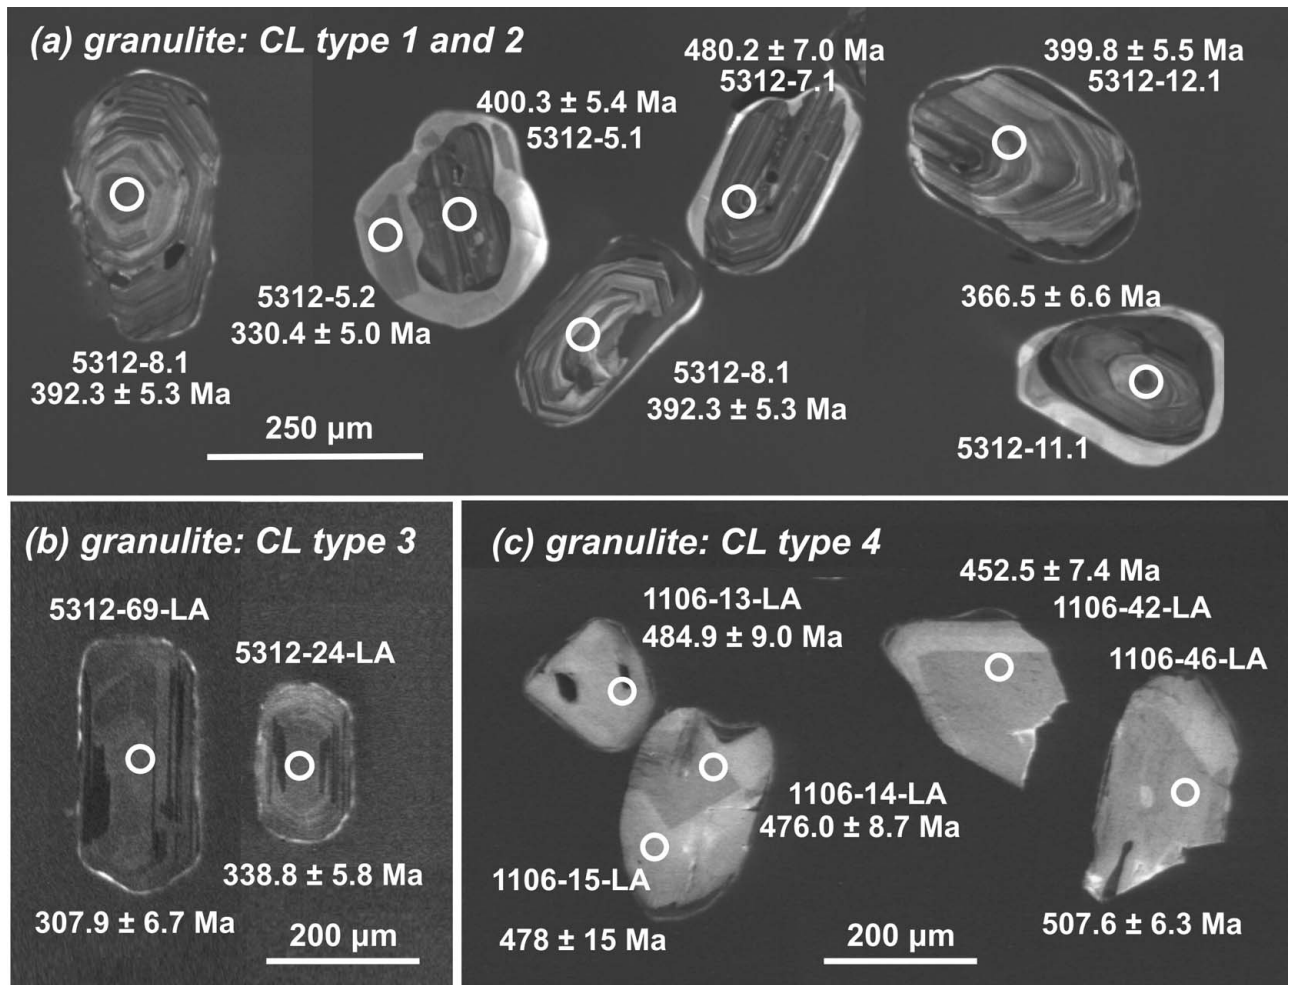 (a) granulite: CL type 1 and 2
480.2 ± 7.0 Ma
5312-7.1
399.8 ± 5.5 Ma
5312-12.1
400.3 ± 5.4 Ma
5312-5.1
5312-5.2
330.4 ± 5.0 Ma
366.5 ± 6.6 Ma
5312-8.1
392.3 ± 5.3 Ma
5312-8.1
392.3 ± 5.3 Ma
5312-11.1
250 µm
(b) granulite: CL type 3
5312-69-LA
5312-24-LA
338.8 ± 5.8 Ma
307.9 ± 6.7 Ma
200 µm
(c) granulite: CL type 4
452.5 ± 7.4 Ma
1106-42-LA
1106-13-LA
484.9 ± 9.0 Ma
1106-46-LA
1106-14-LA
476.0 ± 8.7 Ma
1106-15-LA
478 ± 15 Ma
507.6 ± 6.3 Ma
200 µm